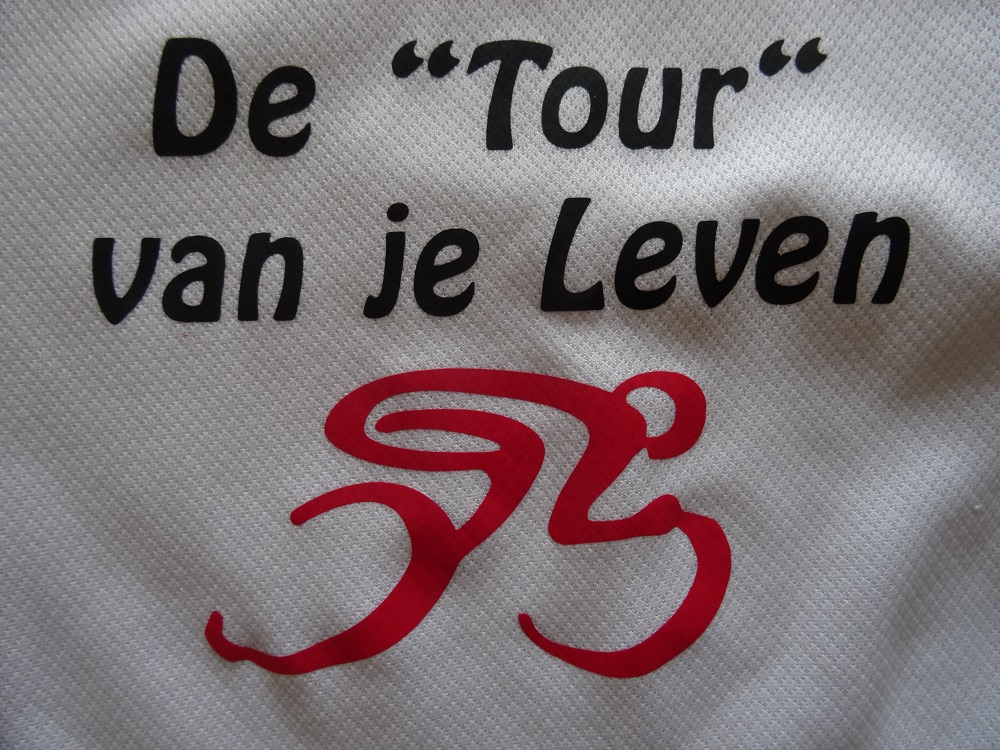 De “Tour“
van je Leven